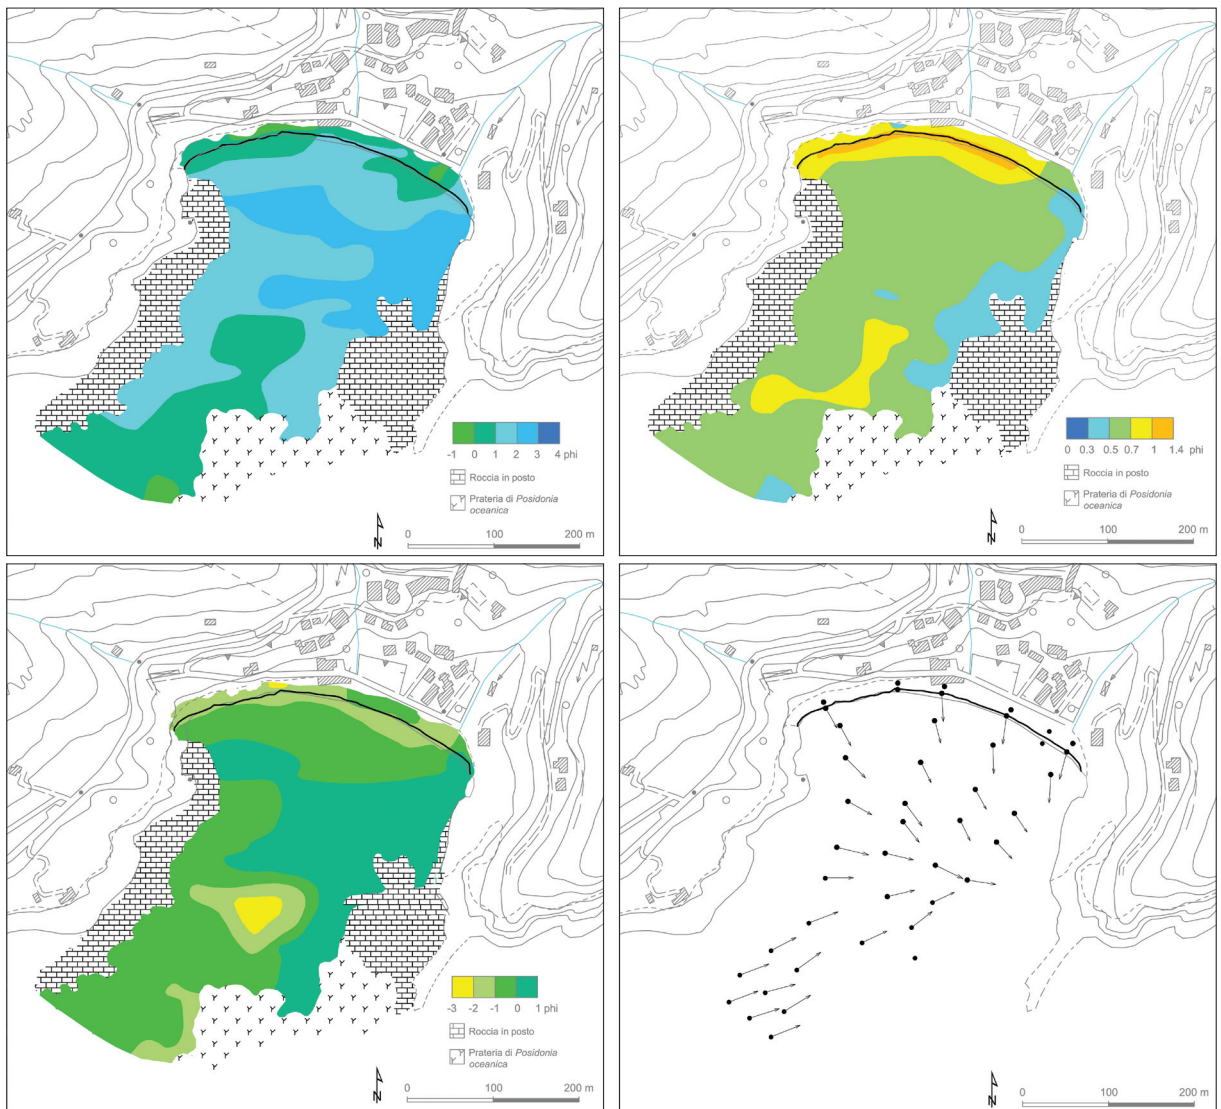 -1 0 1 2 3 4 phi
Roccia in posto
Prateria di Posidonia
oceanica
N
0 100 200 m
0 0.3 0.5 0.7 1 1.4 phi
Roccia in posto
Prateria di Posidonia
oceanica
N
0 100 200 m
-3 -2 -1 0 1 phi
Roccia in posto
Prateria di Posidonia
oceanica
N
0 100 200 m
N
0 100 200 m